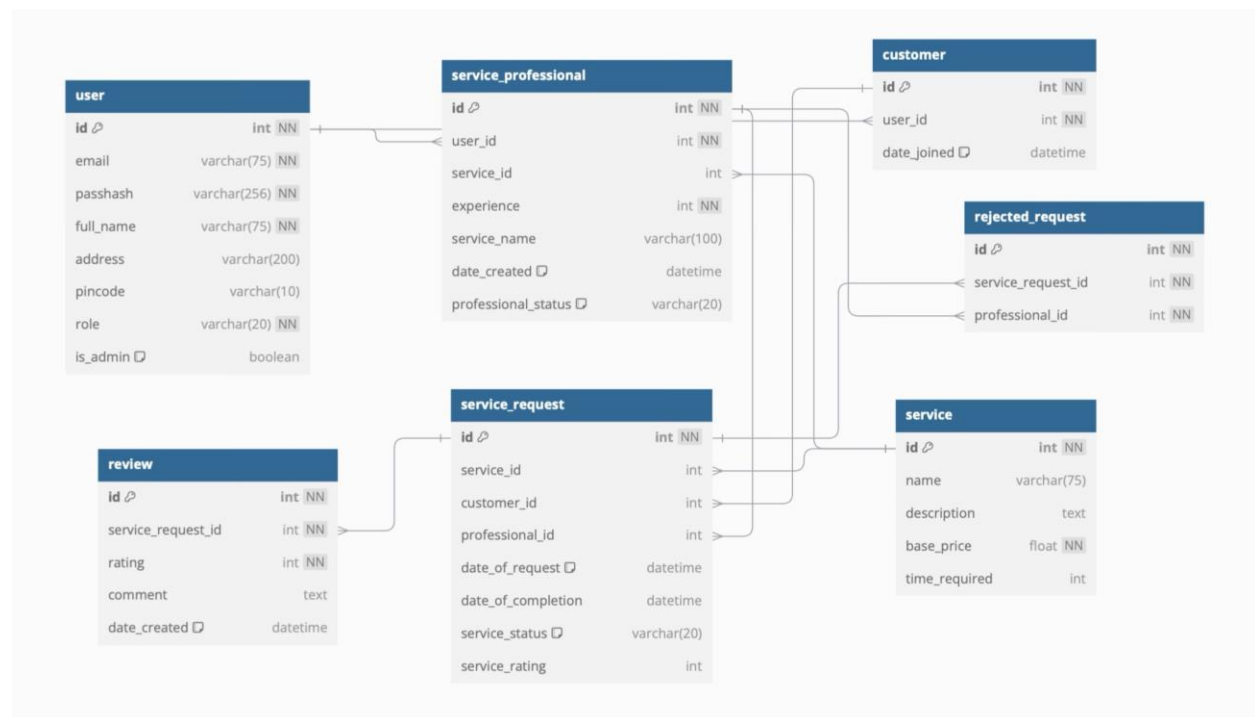 user
id int NN
email varchar(75) NN
passhash varchar(256) NN
full_name varchar(75) NN
address varchar(200)
pincode varchar(10)
role varchar(20) NN
is_admin boolean
service_professional
id int NN
user_id int NN
service_id int
experience int NN
service_name varchar(100)
date_created datetime
professional_status varchar(20)
customer
id int NN
user_id int NN
date_joined datetime
rejected_request
id int NN
service_request_id int NN
professional_id int NN
review
id int NN
service_request_id int NN
rating int NN
comment text
date_created datetime
service_request
id int NN
service_id int
customer_id int
professional_id int
date_of_request datetime
date_of_completion datetime
service_status varchar(20)
service_rating int
service
id int NN
name varchar(75)
description text
base_price float NN
time_required int